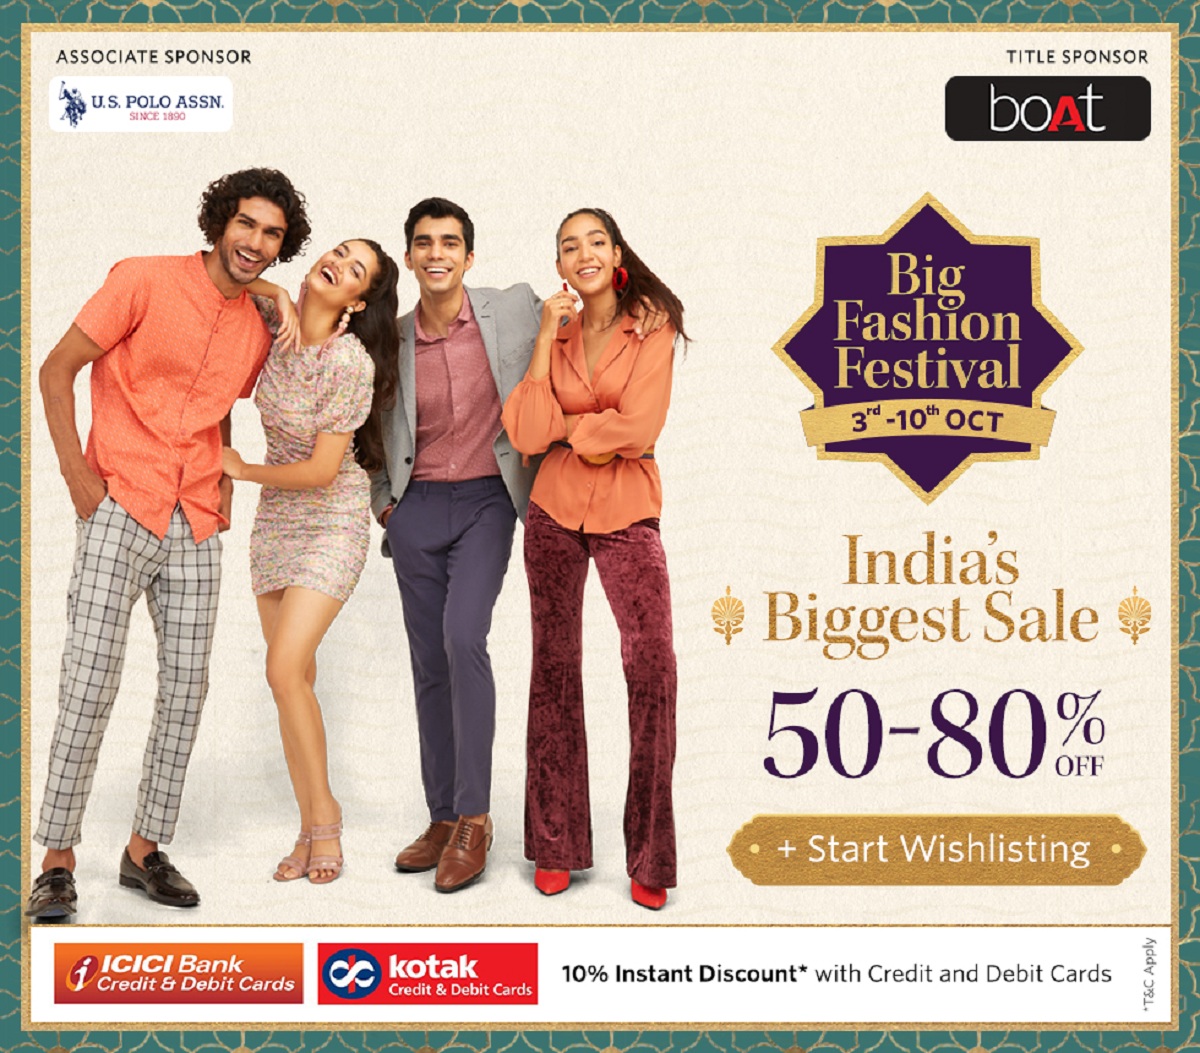 ASSOCIATE SPONSOR
U.S. POLO ASSN.
SINCE 1890
TITLE SPONSOR
boAt
Big
Fashion
Festival
3rd -10th OCT
India's
Biggest Sale
50-80%
OFF
+ Start Wishlisting
ICICI Bank
Credit & Debit Cards
kotak
Credit & Debit Cards
10% Instant Discount* with Credit and Debit Cards
*T&C Apply